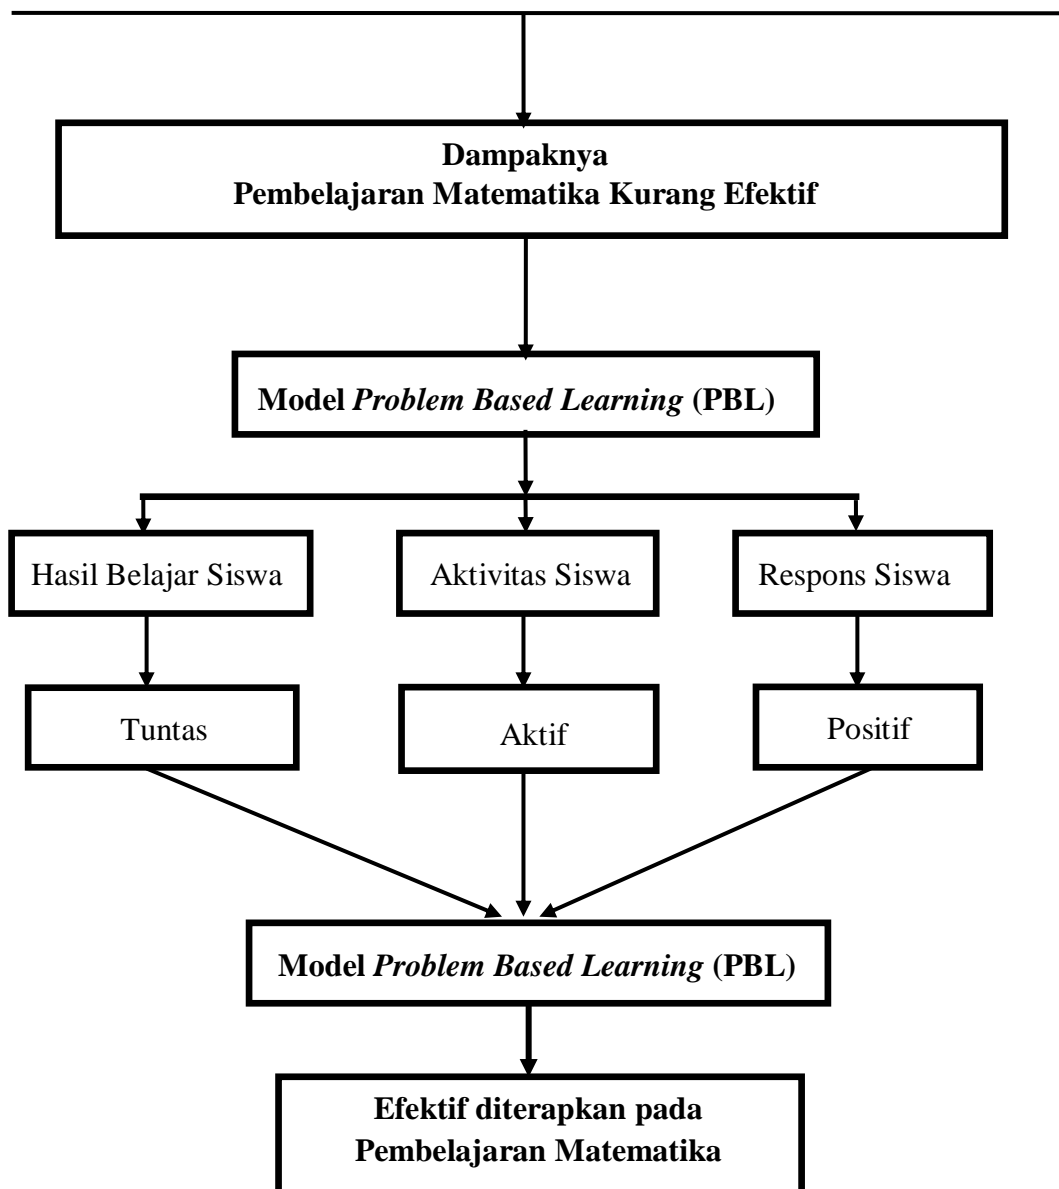 Dampaknya
Pembelajaran Matematika Kurang Efektif
Model Problem Based Learning (PBL)
Hasil Belajar Siswa
Aktivitas Siswa
Respons Siswa
Tuntas
Aktif
Positif
Model Problem Based Learning (PBL)
Efektif diterapkan pada
Pembelajaran Matematika